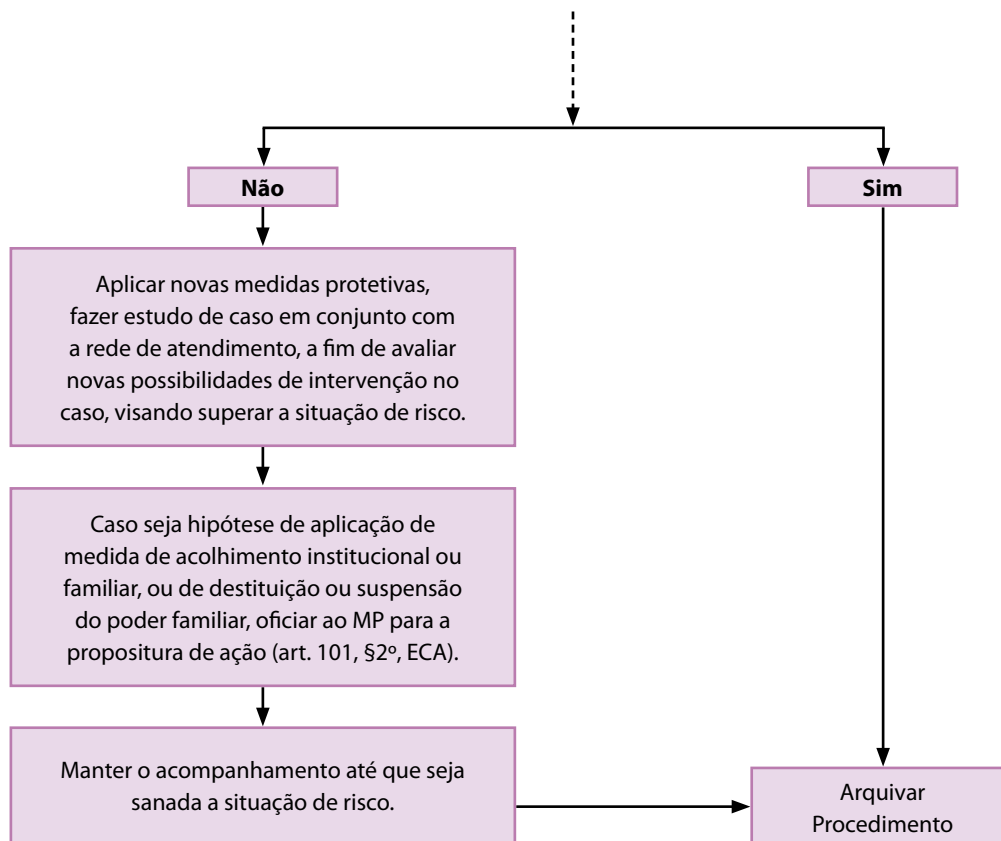 Não
Sim
Aplicar novas medidas protetivas,
fazer estudo de caso em conjunto com
a rede de atendimento, a fim de avaliar
novas possibilidades de intervenção no
caso, visando superar a situação de risco.
Caso seja hipótese de aplicação de
medida de acolhimento institucional ou
familiar, ou de destituição ou suspensão
do poder familiar, oficiar ao MP para a
propositura de ação (art. 101, §2º, ECA).
Manter o acompanhamento até que seja
sanada a situação de risco.
Arquivar
Procedimento